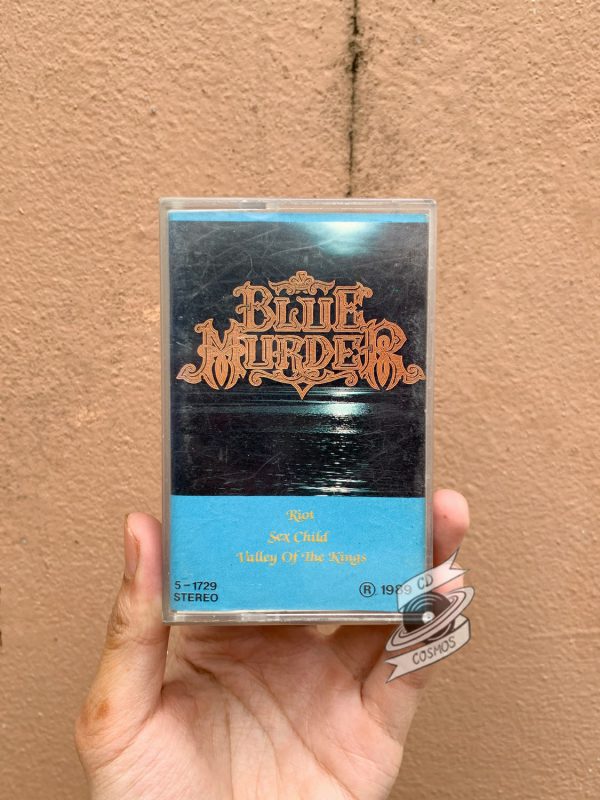 BLUE
MURDER
Riot
Sex Child
Valley Of The Kings
5-1729
STEREO
Ⓡ 1989
CD
COSMOS